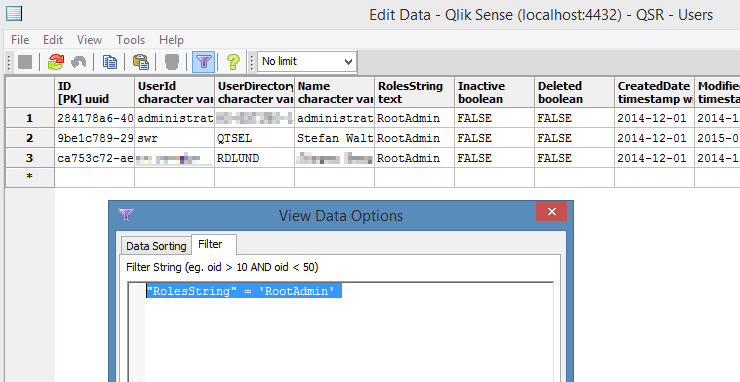 Edit Data - Qlik Sense (localhost:4432) - QSR - Users
File Edit View Tools Help
No limit
ID UserId UserDirectory Name RolesString Inactive Deleted CreatedDate Modified
[PK] uuid character var character var character var text boolean boolean timestamp wi timesta
1 284178a6-40 administrat administrat RootAdmin FALSE FALSE 2014-12-01 2014-1
2 9be1c789-29 swr QTSEL Stefan Walt RootAdmin FALSE FALSE 2014-12-01 2015-0
3 ca753c72-ae RDLUND RootAdmin FALSE FALSE 2014-12-01 2014-1
*
View Data Options
Data Sorting Filter
Filter String (eg. oid > 10 AND oid < 50)
"RolesString" = 'RootAdmin'